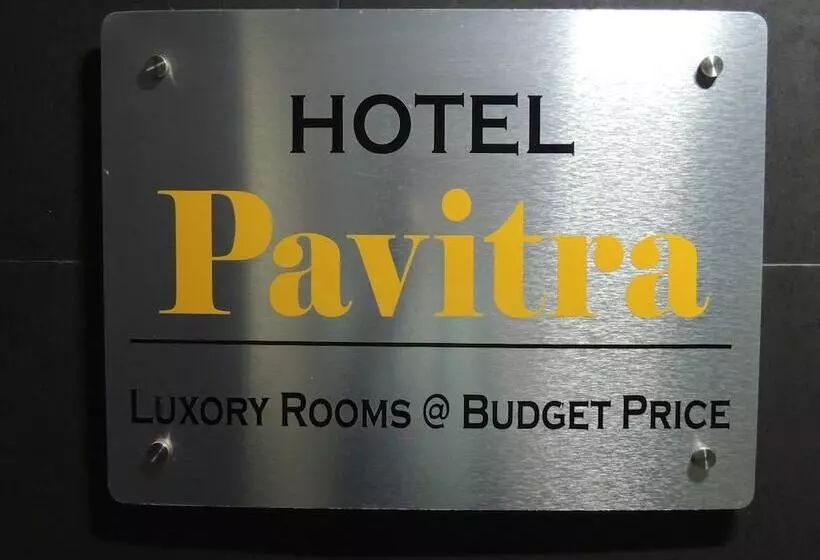 HOTEL
Pavitra
LUXORY ROOMS @ BUDGET PRICE